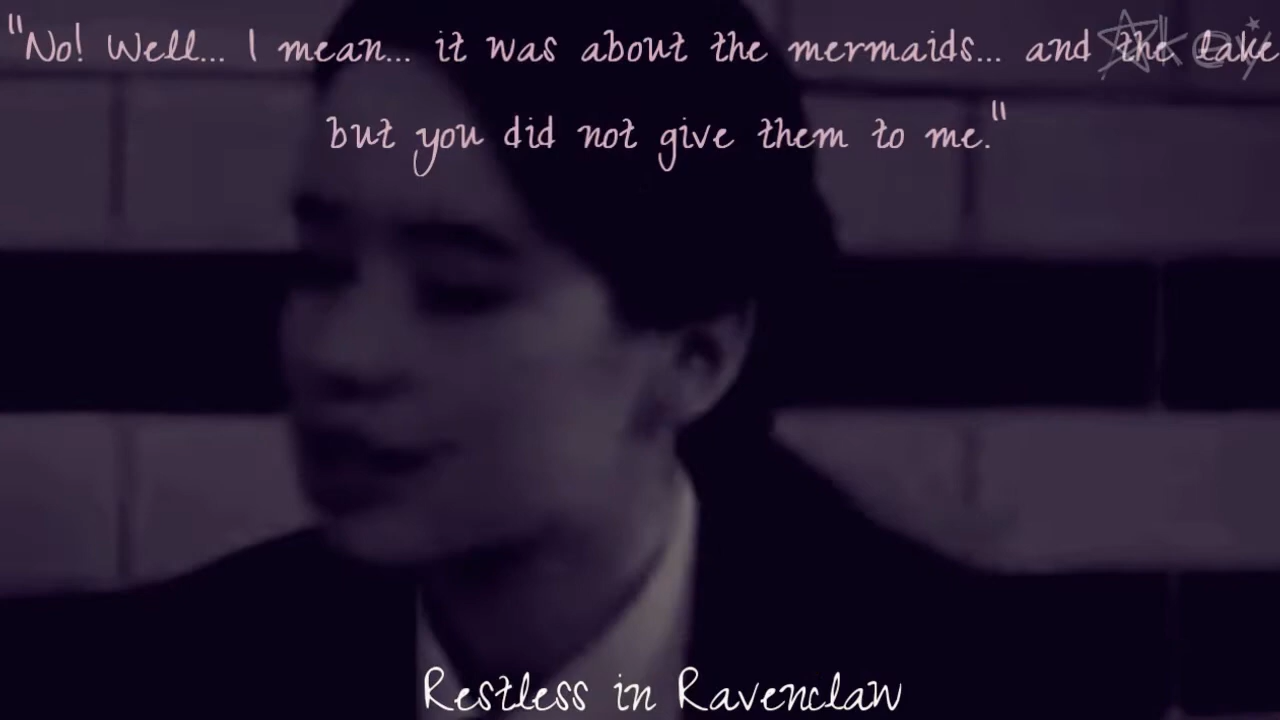 "No! Well... I mean... it was about the mermaids... and the lake
but you did not give them to me."
Restless in Ravenclaw